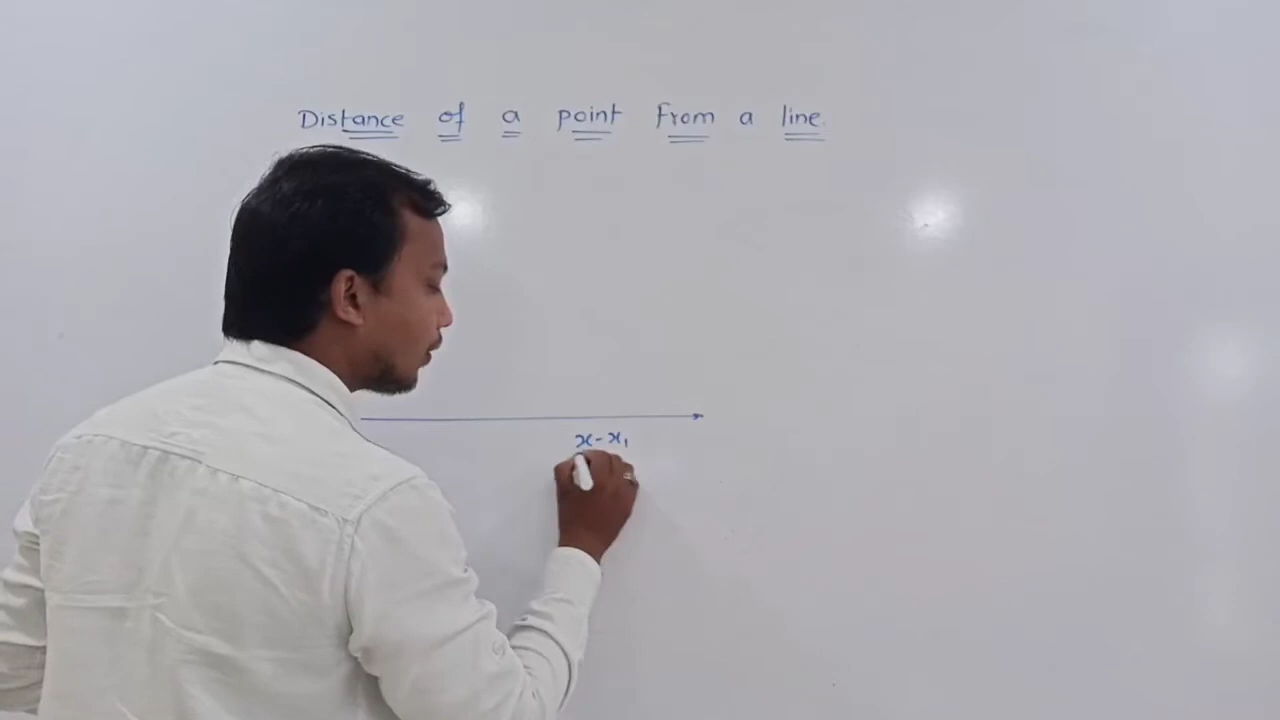 Distance of a point From a line.
x - x₁